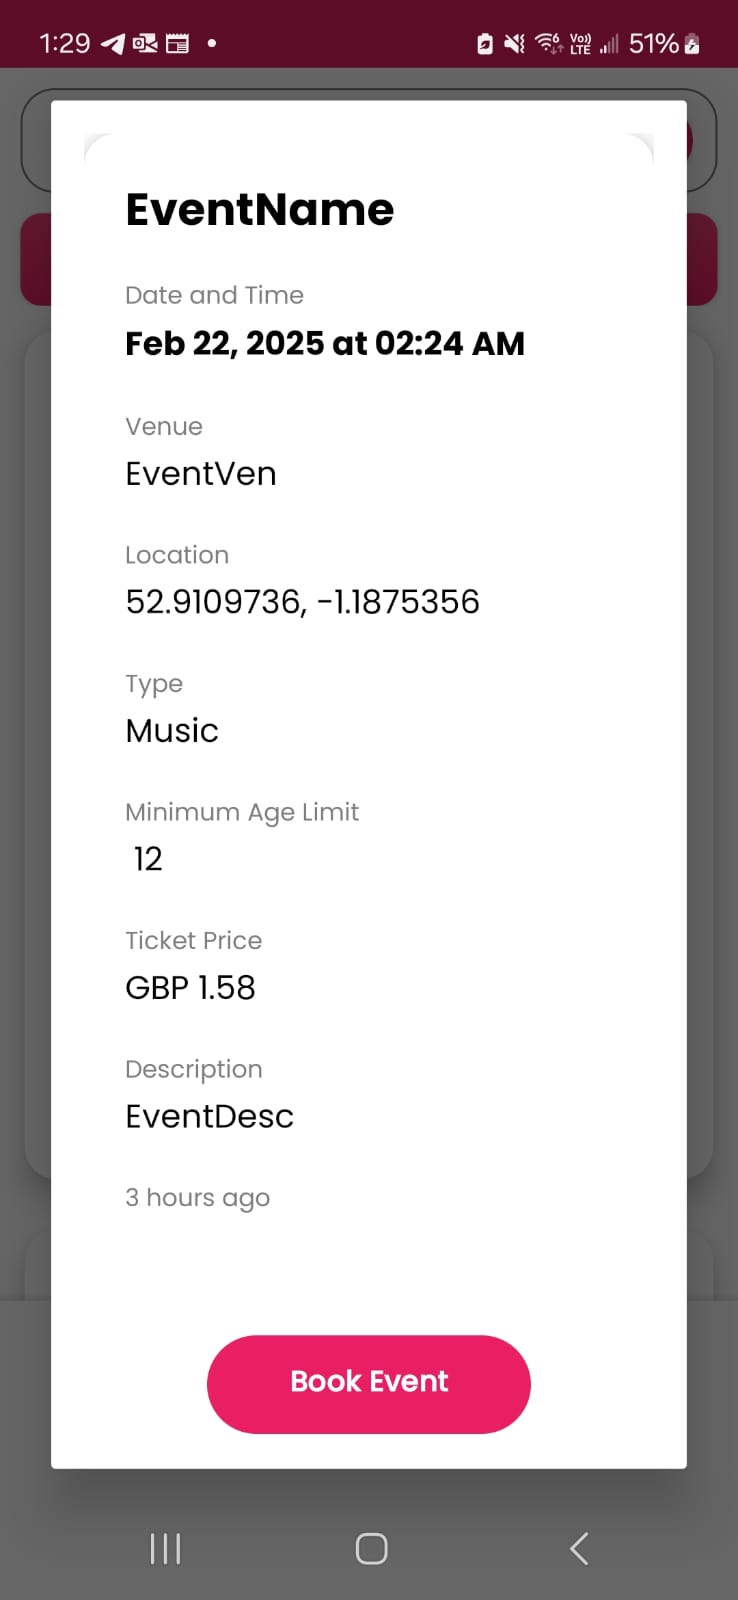 1:29
Vo)) LTE
6
51%
EventName
Date and Time
Feb 22, 2025 at 02:24 AM
Venue
EventVen
Location
52.9109736, -1.1875356
Type
Music
Minimum Age Limit
12
Ticket Price
GBP 1.58
Description
EventDesc
3 hours ago
Book Event